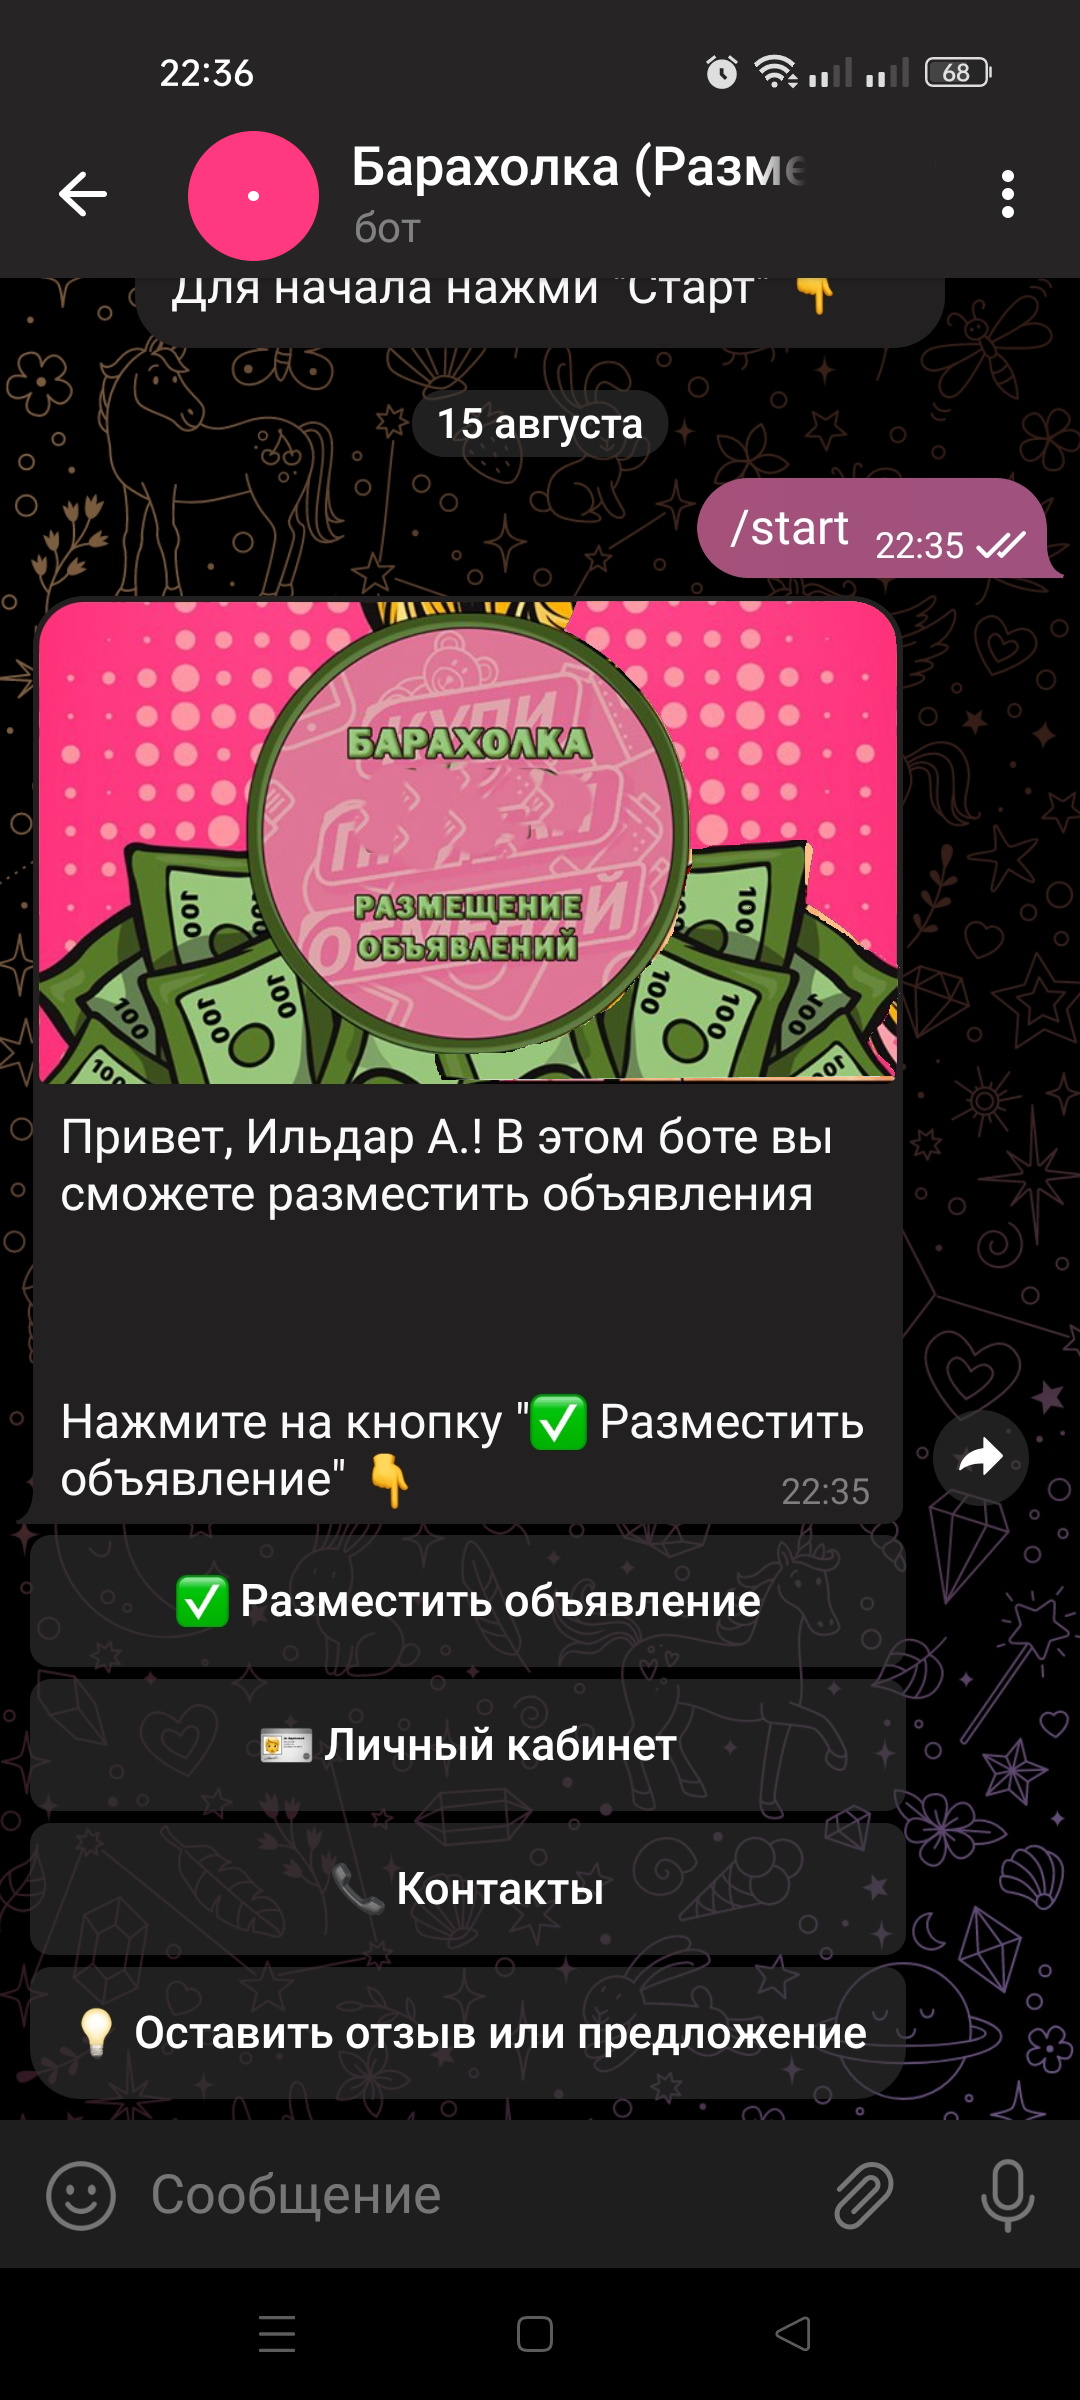 22:36
68
Барахолка (Разме
бот
Для начала нажми "Старт" 👇
15 августа
/start 22:35
КУПИ
БАРАХОЛКА
РАЗМЕЩЕНИЕ
ОБЪЯВЛЕНИЙ
100 100 100 100
100 100 100 100
100 100
Привет, Ильдар А.! В этом боте вы
сможете разместить объявления
Нажмите на кнопку "✅ Разместить
объявление" 👇
22:35
✅ Разместить объявление
🪪 Личный кабинет
📞 Контакты
💡 Оставить отзыв или предложение
Сообщение